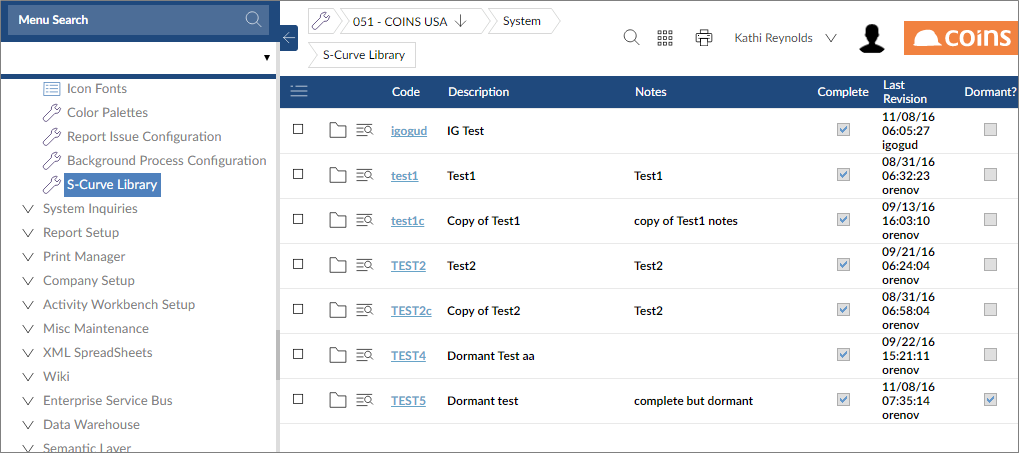 Menu Search
051 - COINS USA
System
S-Curve Library
Kathi Reynolds
coins
Icon Fonts
Color Palettes
Report Issue Configuration
Background Process Configuration
S-Curve Library
System Inquiries
Report Setup
Print Manager
Company Setup
Activity Workbench Setup
Misc Maintenance
XML SpreadSheets
Wiki
Enterprise Service Bus
Data Warehouse
Semantic Layer
Code Description Notes Complete Last Revision Dormant?
igogud IG Test 11/08/16
06:05:27
igogud
test1 Test1 Test1 08/31/16
06:32:23
orenov
test1c Copy of Test1 copy of Test1 notes 09/13/16
16:03:10
orenov
TEST2 Test2 Test2 09/21/16
06:24:04
orenov
TEST2c Copy of Test2 Test2 08/31/16
06:58:04
orenov
TEST4 Dormant Test aa 09/22/16
15:21:11
orenov
TEST5 Dormant test complete but dormant 11/08/16
07:35:14
orenov